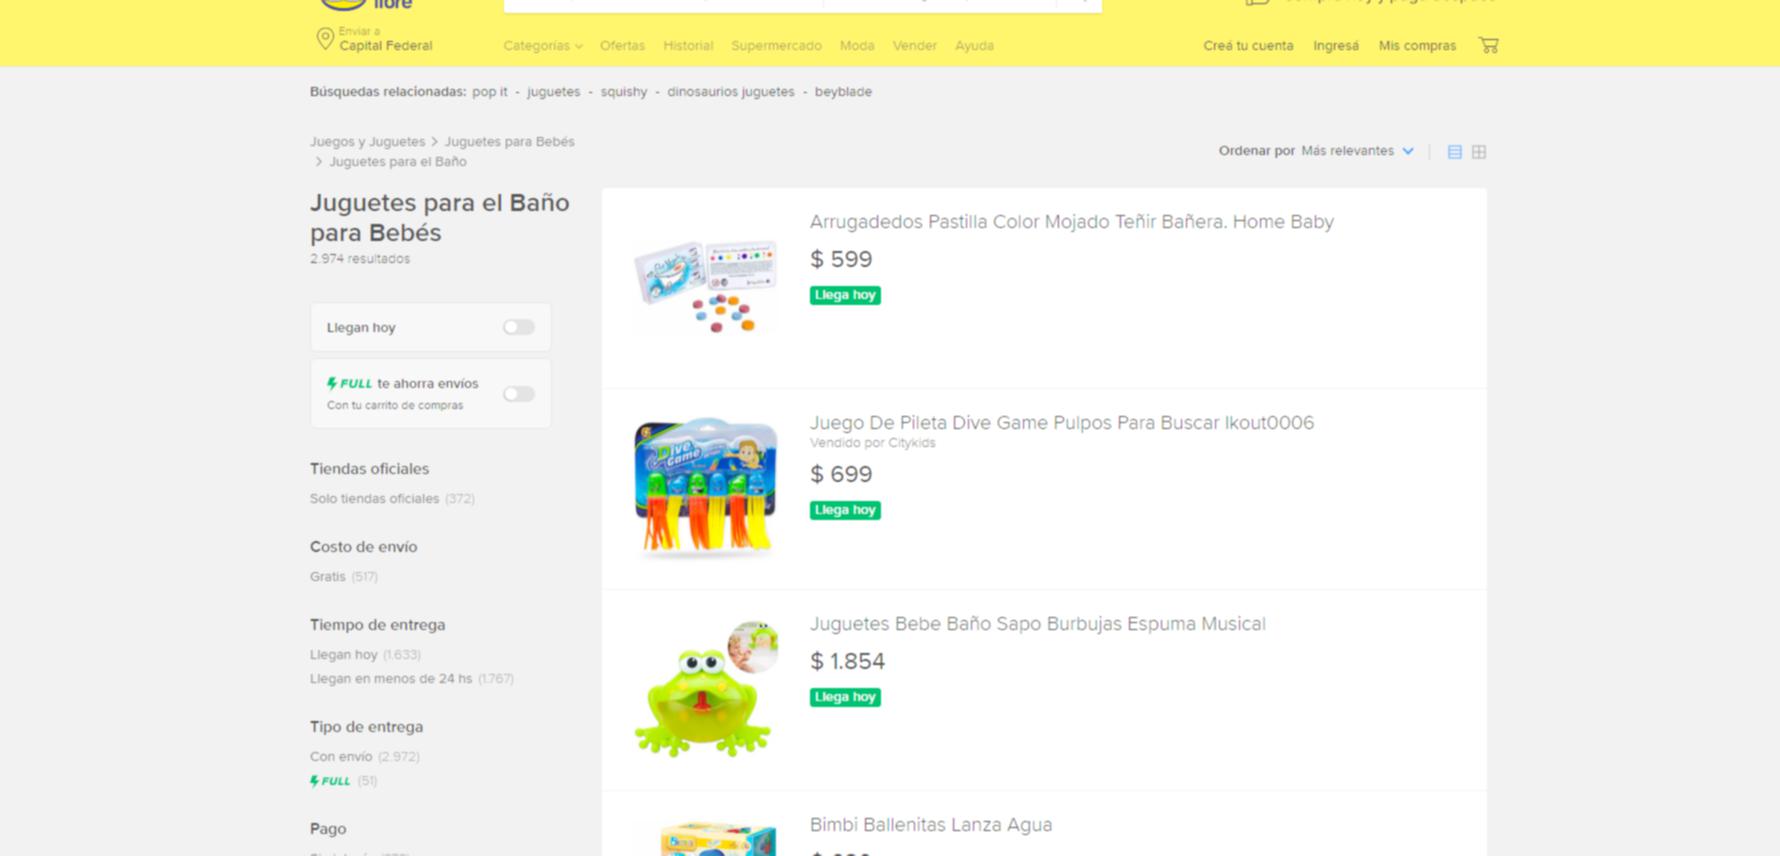 libre
Enviar a
Capital Federal
Categorías Ofertas Historial Supermercado Moda Vender Ayuda
Creá tu cuenta Ingresá Mis compras
Búsquedas relacionadas: pop it - juguetes - squishy - dinosaurios juguetes - beyblade
Juegos y Juguetes > Juguetes para Bebés
> Juguetes para el Baño
Ordenar por Más relevantes
Juguetes para el Baño
para Bebés
2.974 resultados
Llegan hoy
FULL te ahorra envíos
Con tu carrito de compras
Tiendas oficiales
Solo tiendas oficiales (372)
Costo de envío
Gratis (517)
Tiempo de entrega
Llegan hoy (1.633)
Llegan en menos de 24 hs (1.767)
Tipo de entrega
Con envío (2.972)
FULL (51)
Pago
Arrugadedos Pastilla Color Mojado Teñir Bañera. Home Baby
$ 599
Llega hoy
Juego De Pileta Dive Game Pulpos Para Buscar Ikout0006
Vendido por Citykids
$ 699
Llega hoy
Dive
Game
Juguetes Bebe Baño Sapo Burbujas Espuma Musical
$ 1.854
Llega hoy
Bimbi Ballenitas Lanza Agua